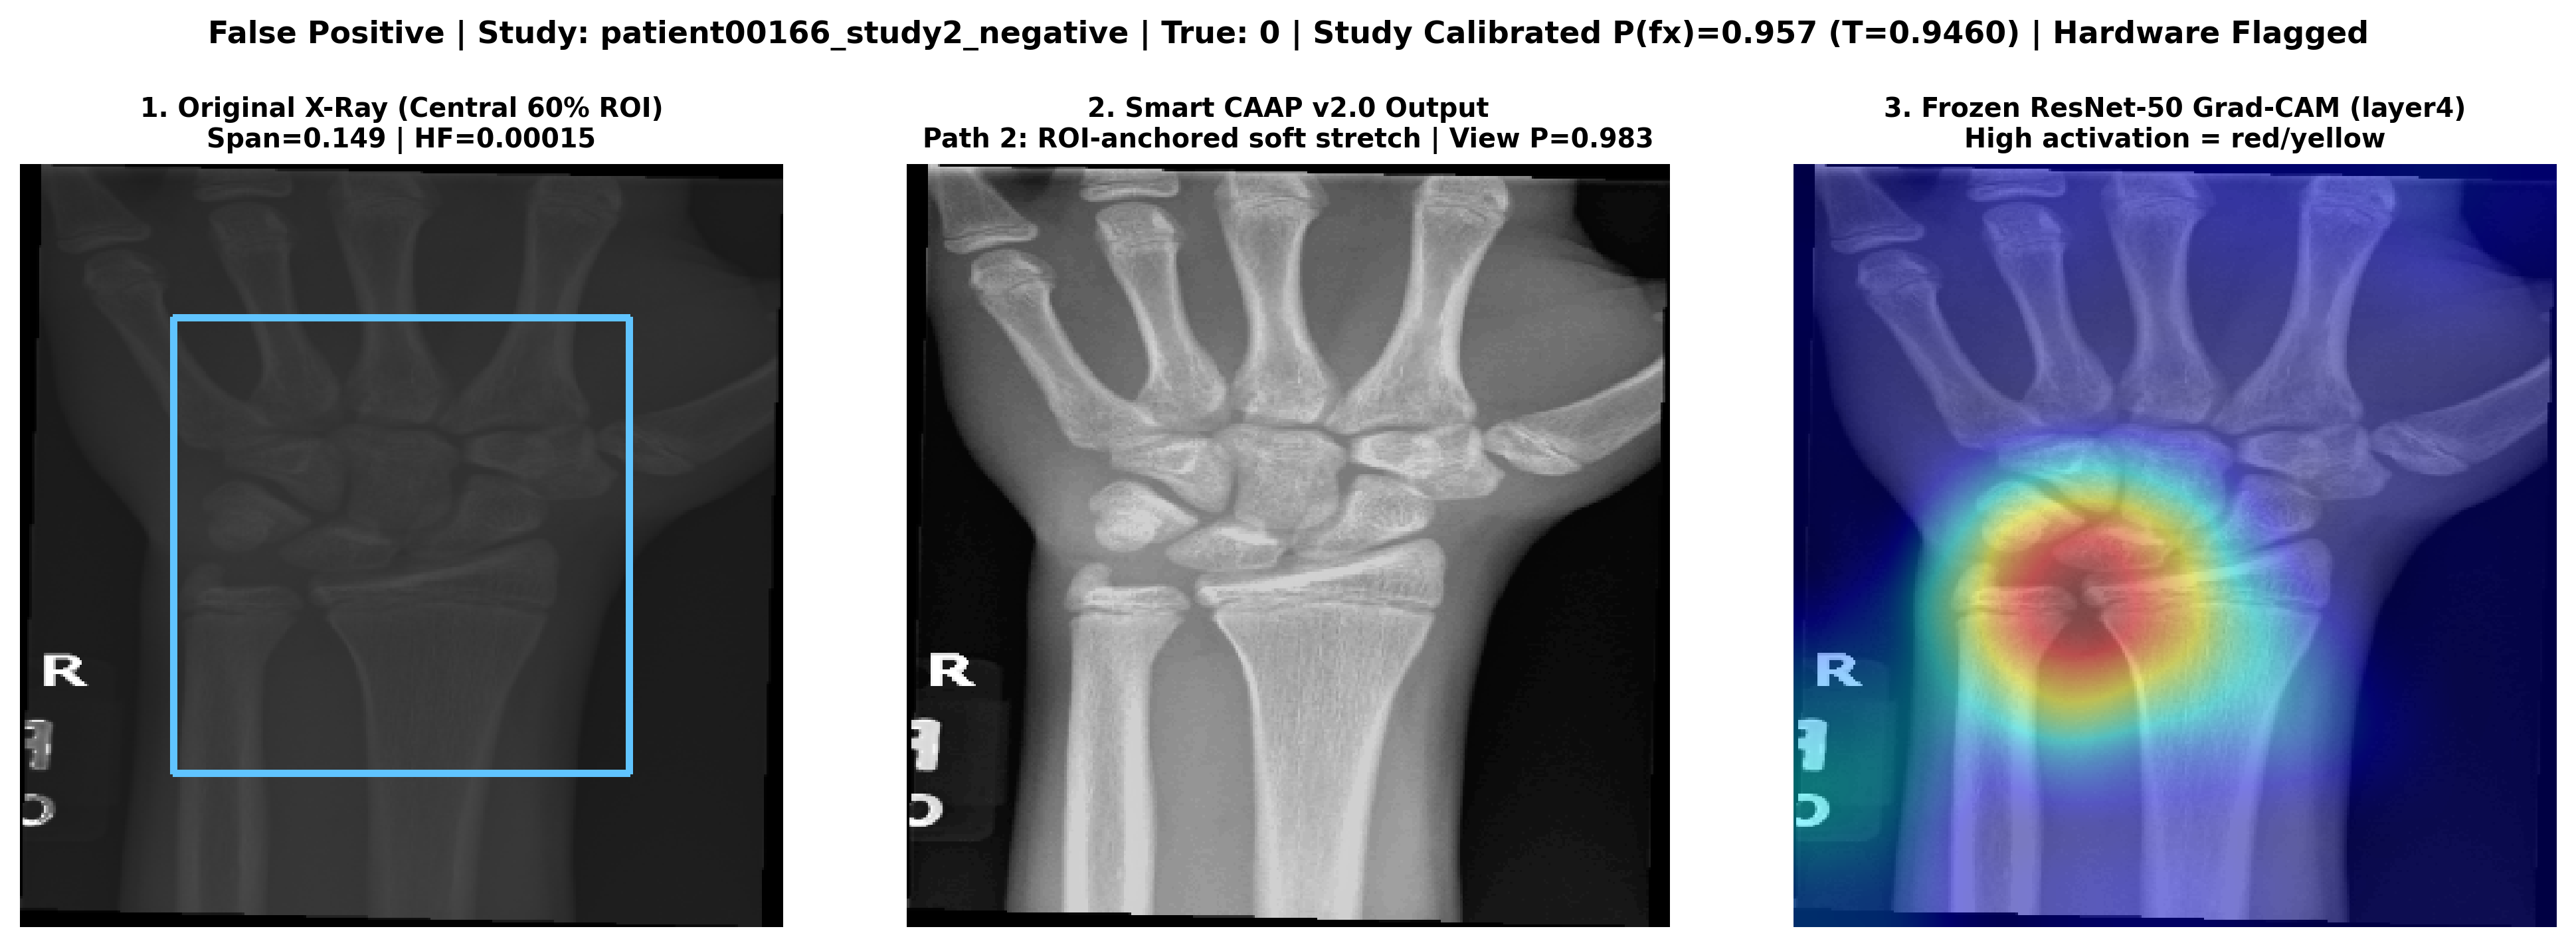 False Positive | Study: patient00166_study2_negative | True: 0 | Study Calibrated P(fx)=0.957 (T=0.9460) | Hardware Flagged
1. Original X-Ray (Central 60% ROI)
Span=0.149 | HF=0.00015
2. Smart CAAP v2.0 Output
Path 2: ROI-anchored soft stretch | View P=0.983
3. Frozen ResNet-50 Grad-CAM (layer4)
High activation = red/yellow
R
R
R